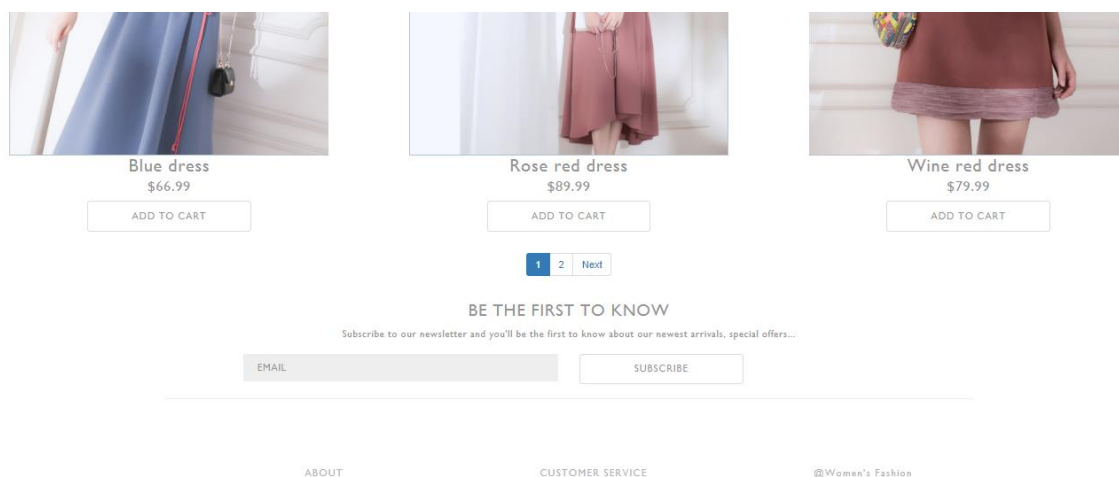 Blue dress
$66.99
ADD TO CART
Rose red dress
$89.99
ADD TO CART
Wine red dress
$79.99
ADD TO CART
1 2 Next
BE THE FIRST TO KNOW
Subscribe to our newsletter and you'll be the first to know about our newest arrivals, special offers...
EMAIL
SUBSCRIBE
ABOUT
CUSTOMER SERVICE
@Women's Fashion